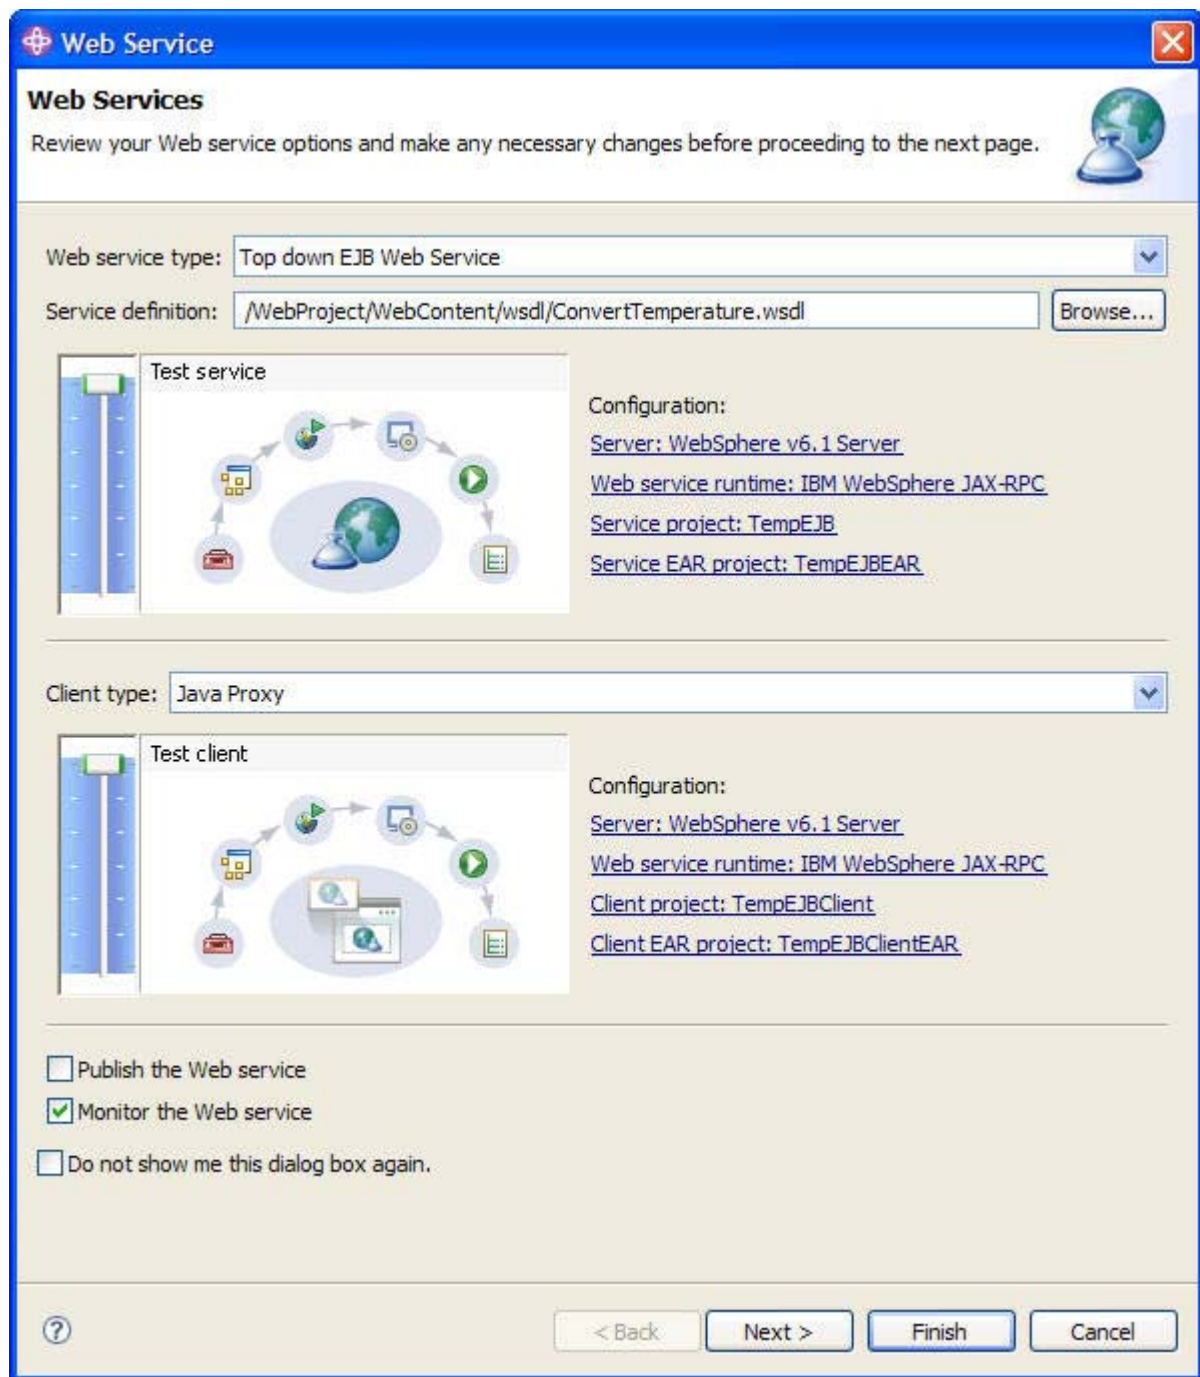 Web Service
Web Services
Review your Web service options and make any necessary changes before proceeding to the next page.
Web service type: Top down EJB Web Service
Service definition: /WebProject/WebContent/wsdl/ConvertTemperature.wsdl Browse...
Test service
Configuration:
Server: WebSphere v6.1 Server
Web service runtime: IBM WebSphere JAX-RPC
Service project: TempEJB
Service EAR project: TempEJBEAR
Client type: Java Proxy
Test client
Configuration:
Server: WebSphere v6.1 Server
Web service runtime: IBM WebSphere JAX-RPC
Client project: TempEJBClient
Client EAR project: TempEJBClientEAR
Publish the Web service
Monitor the Web service
Do not show me this dialog box again.
? < Back Next > Finish Cancel